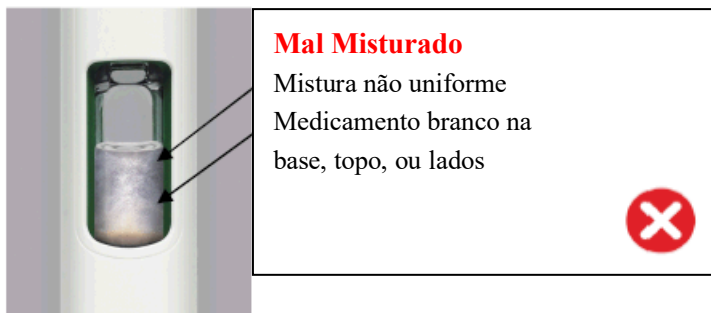 Mal Misturado
Mistura não uniforme
Medicamento branco na
base, topo, ou lados